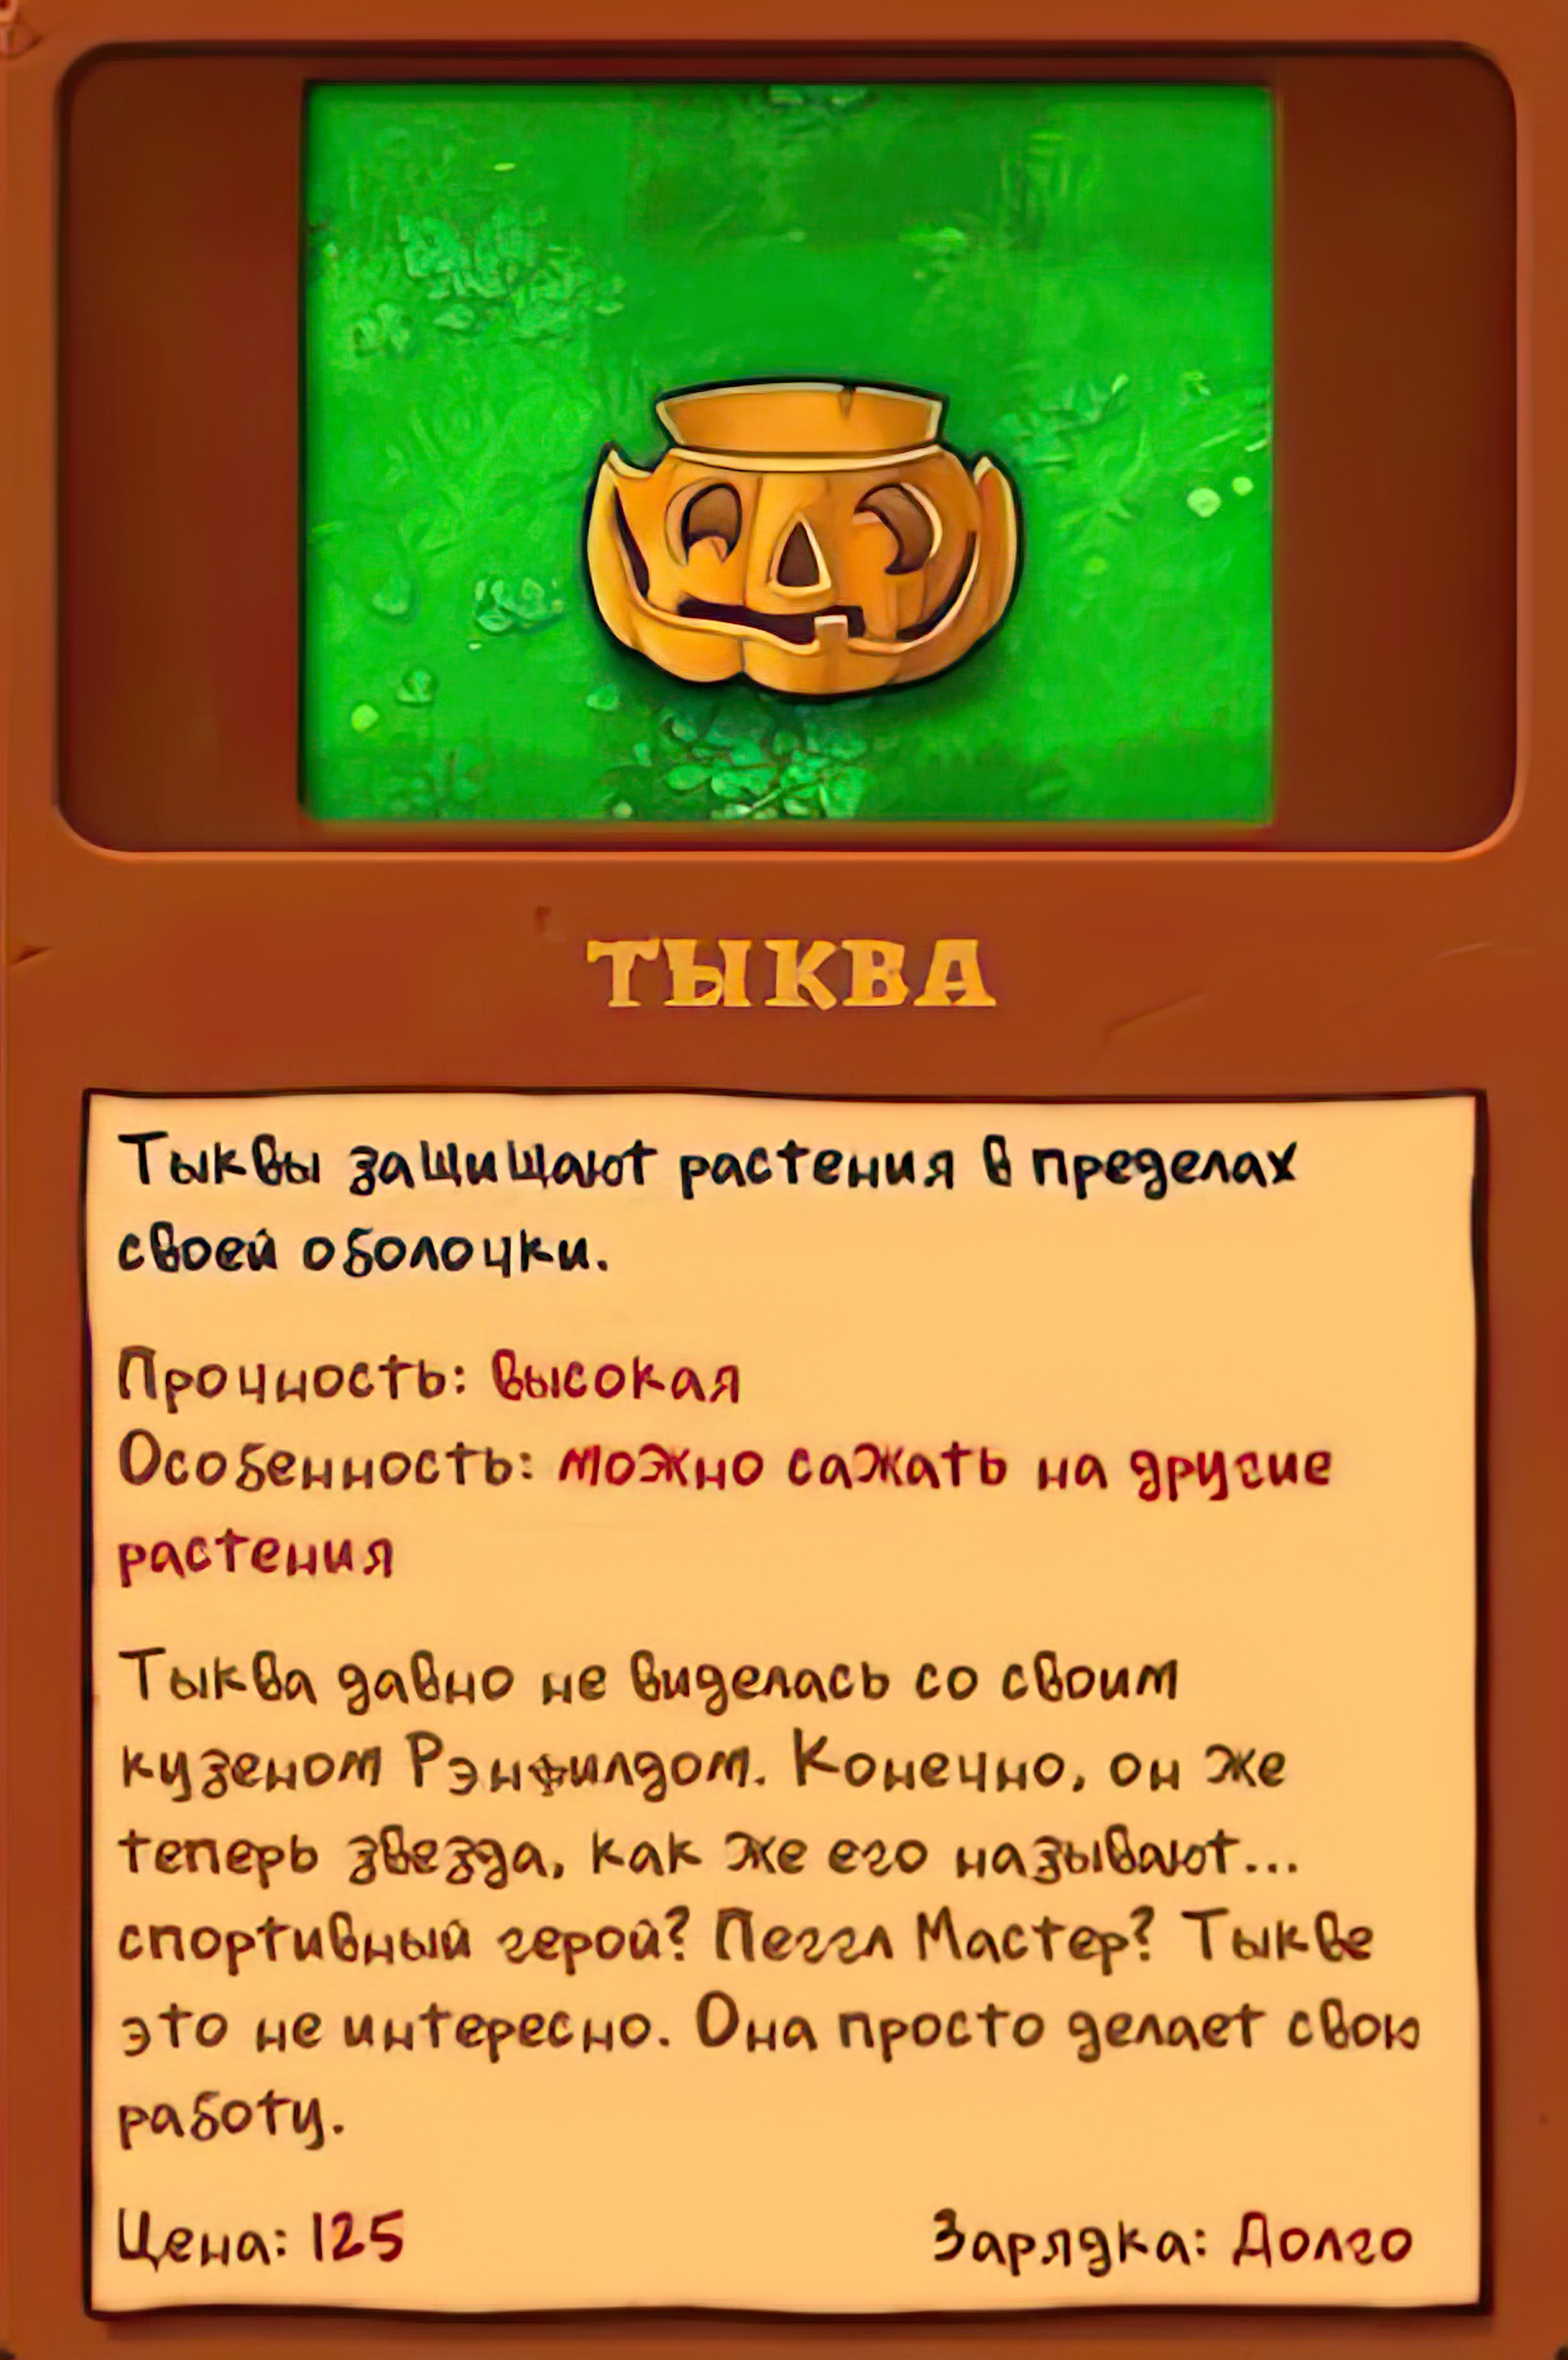 ТЫКВА
Тыквы защищают растения в пределах
своей оболочки.
Прочность: высокая
Особенность: можно сажать на другие
растения
Тыква давно не виделась со своим
кузеном Рэнфилдом. Конечно, он же
теперь звезда, как же его называют...
спортивный герой? Пеггл Мастер? Тыкве
это не интересно. Она просто делает свою
работу.
Цена: 125 Зарядка: Долго